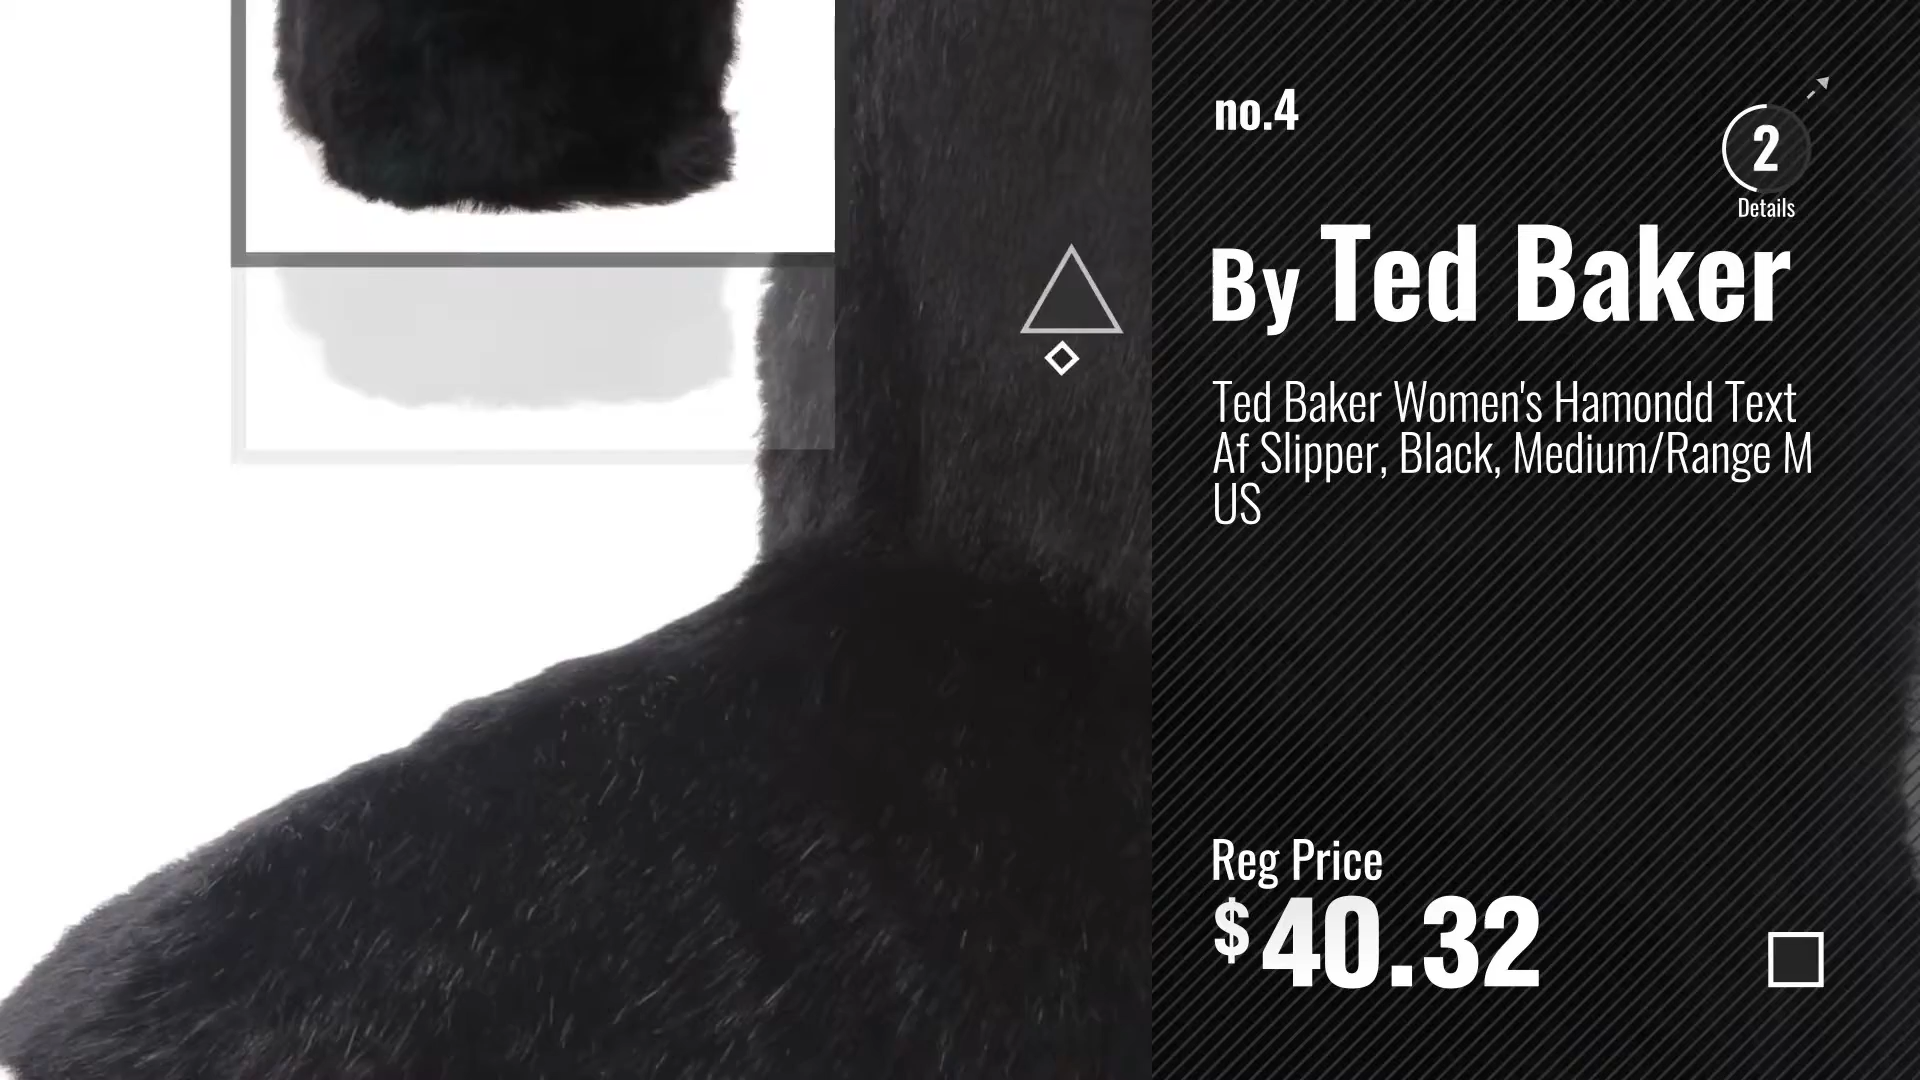 no.4
2
Details
By Ted Baker
Ted Baker Women's Hamondd Text
Af Slipper, Black, Medium/Range M
US
Reg Price
$40.32